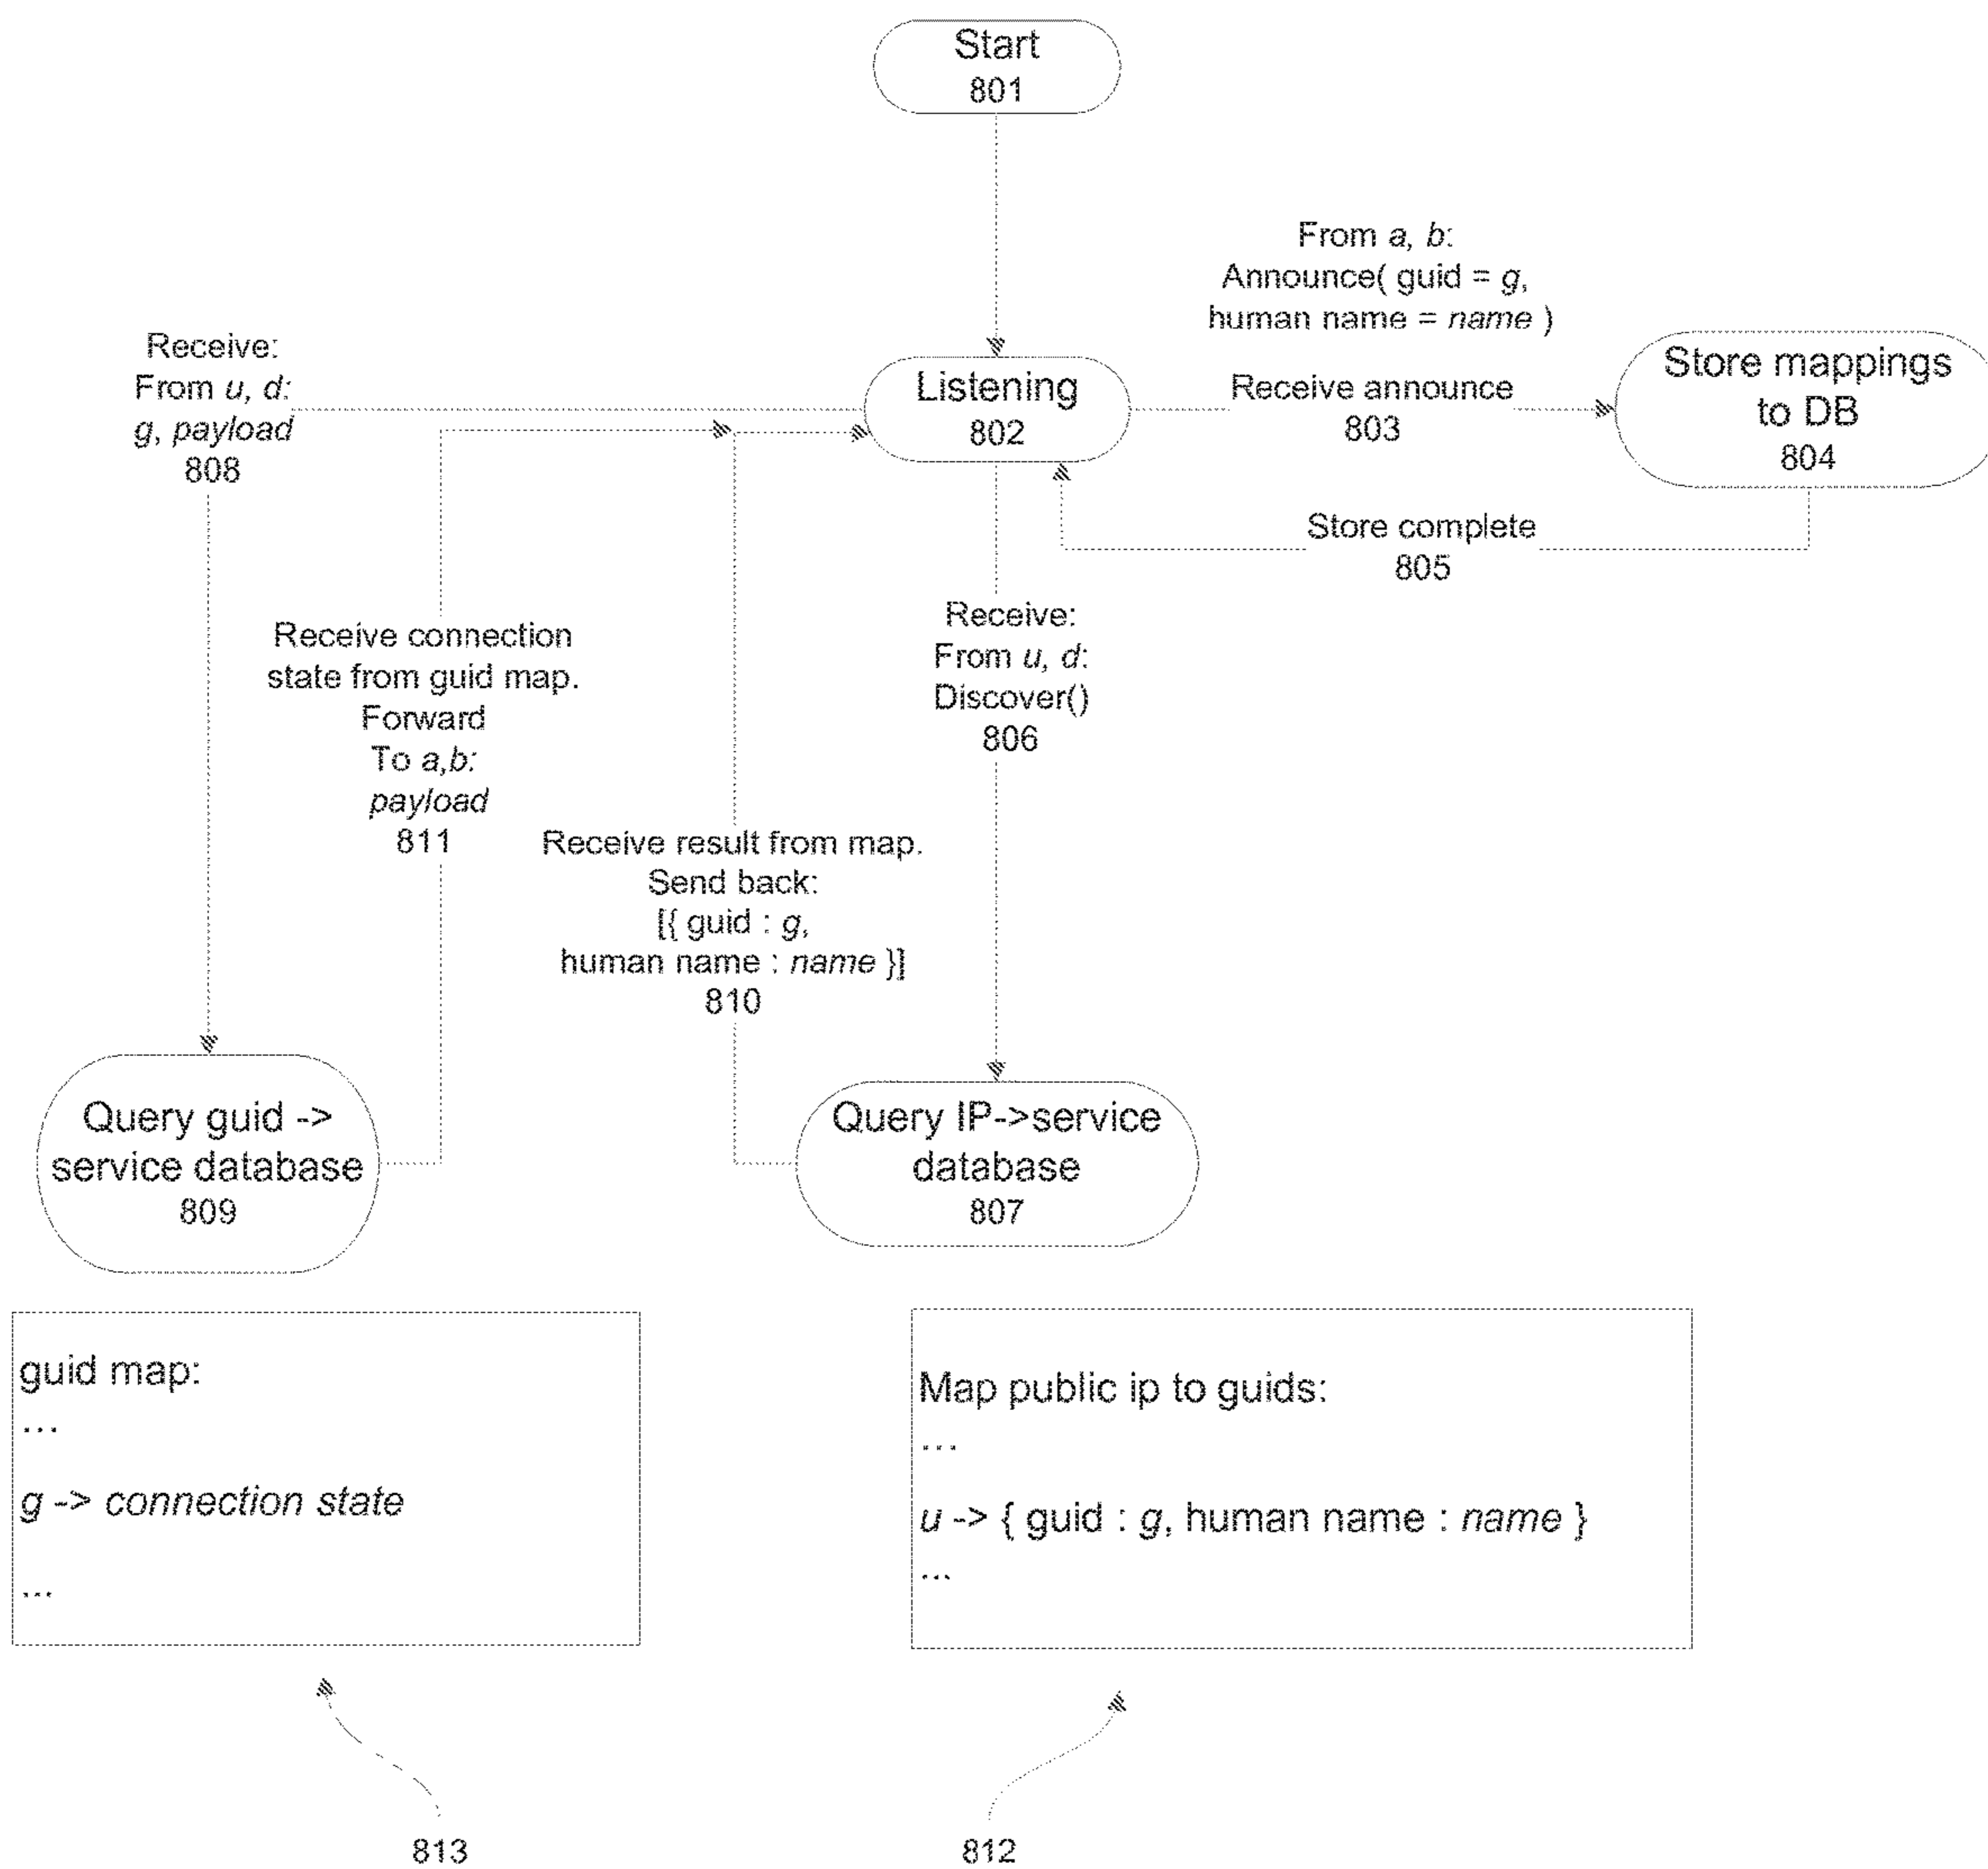 Start
801
From a, b:
Announce( guid = g,
human name = name )
Receive:
From u, d:
g, payload
808
Listening
802
Receive announce
803
Store mappings
to DB
804
Store complete
805
Receive connection
state from guid map.
Forward
To a,b:
payload
811
Receive:
From u, d:
Discover()
806
Receive result from map.
Send back:
[{ guid : g,
human name : name }]
810
Query guid ->
service database
809
Query IP->service
database
807
guid map:
...
g -> connection state
...
Map public ip to guids:
...
u -> { guid : g, human name : name }
...
813
812